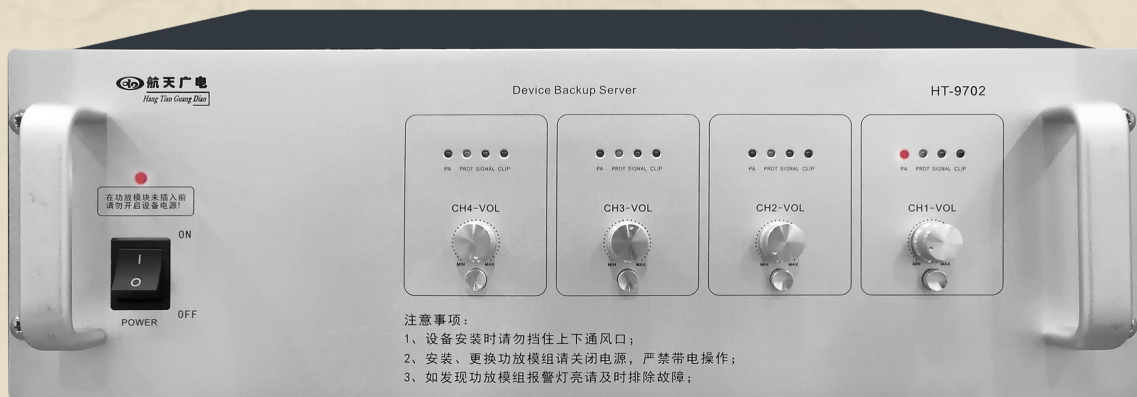 航天广电
Hang Tian Guang Dian
Device Backup Server
HT-9702
在功放模块未插入前
请勿开启设备电源!
ON
OFF
POWER
PA PROT SIGNAL CLIP
CH4-VOL
MIN MAX
PA PROT SIGNAL CLIP
CH3-VOL
MIN MAX
PA PROT SIGNAL CLIP
CH2-VOL
MIN MAX
PA PROT SIGNAL CLIP
CH1-VOL
MIN MAX
注意事项：
1、设备安装时请勿挡住上下通风口；
2、安装、更换功放模组请关闭电源，严禁带电操作；
3、如发现功放模组报警灯亮请及时排除故障；